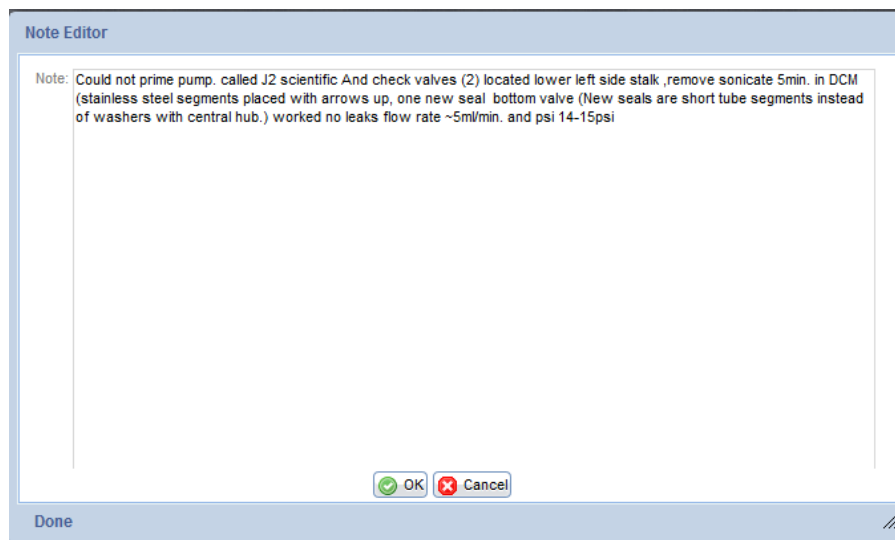 Note Editor
Note: Could not prime pump. called J2 scientific And check valves (2) located lower left side stalk ,remove sonicate 5min. in DCM
(stainless steel segments placed with arrows up, one new seal  bottom valve (New seals are short tube segments instead
of washers with central hub.) worked no leaks flow rate ~5ml/min. and psi 14-15psi
OK Cancel
Done